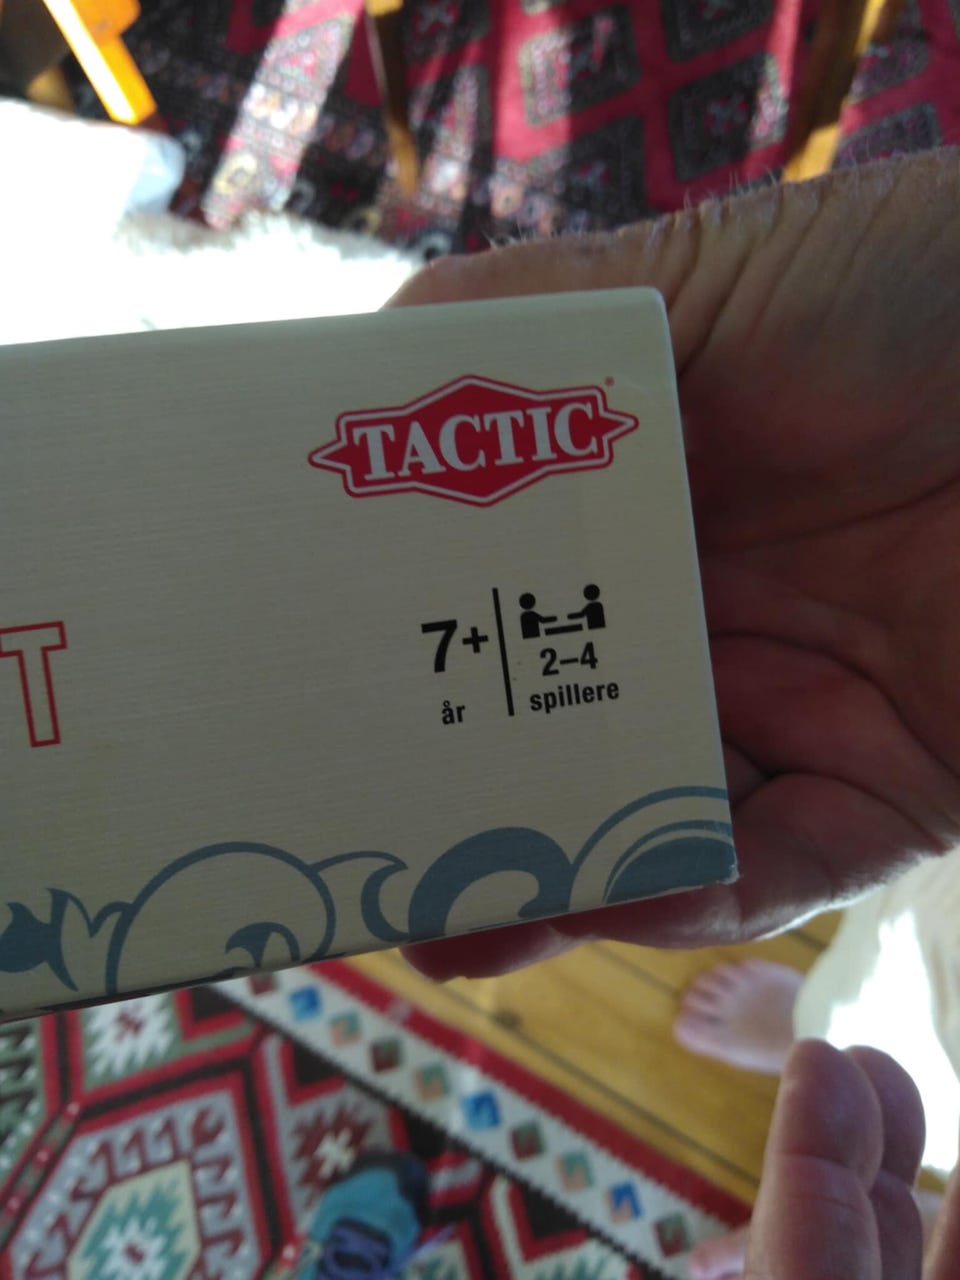 TACTIC®
T
7+
år
2–4
spillere